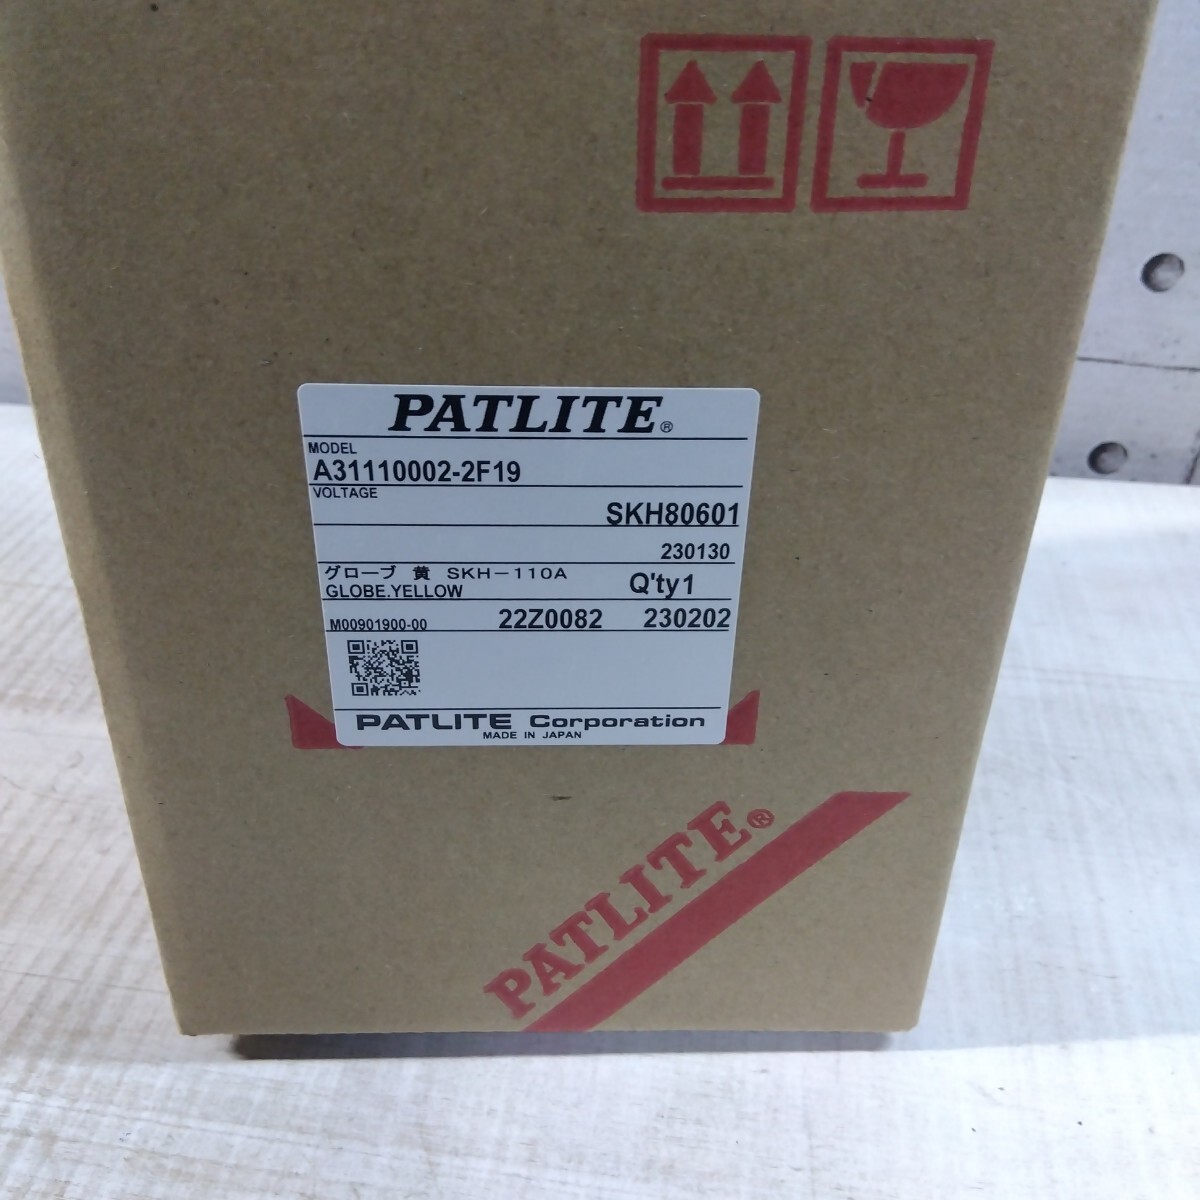 PATLITE®
MODEL
A31110002-2F19
VOLTAGE
SKH80601
230130
グローブ 黄 SKH-110A
GLOBE.YELLOW Q'ty1
M00901900-00 22Z0082 230202
PATLITE Corporation
MADE IN JAPAN
PATLITE®